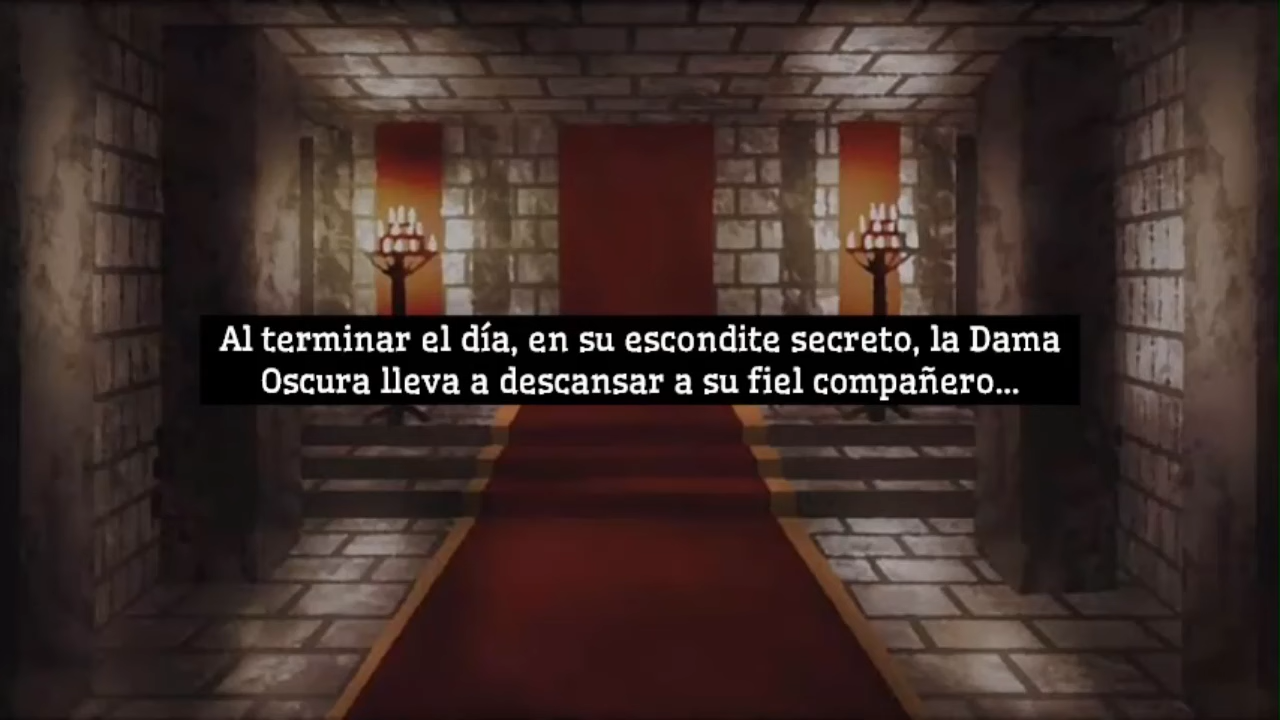 Al terminar el día, en su escondite secreto, la Dama
Oscura lleva a descansar a su fiel compañero...